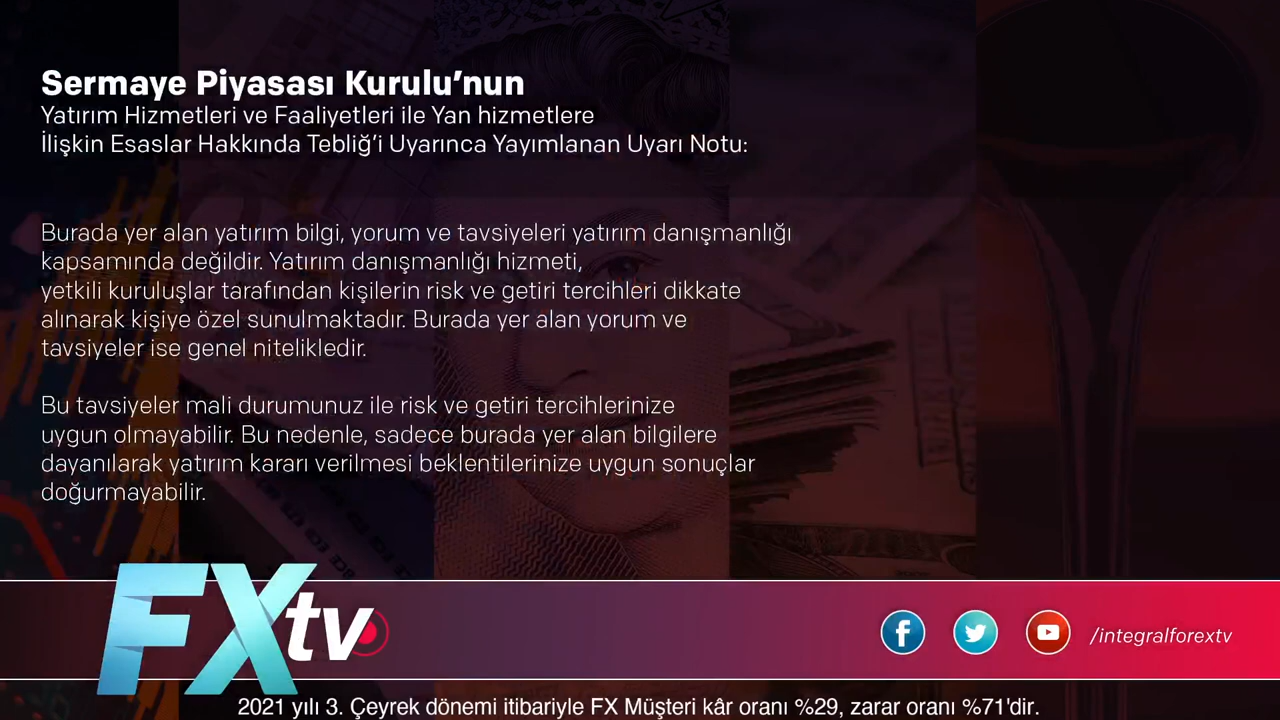 Sermaye Piyasası Kurulu’nun
Yatırım Hizmetleri ve Faaliyetleri ile Yan hizmetlere
İlişkin Esaslar Hakkında Tebliğ’i Uyarınca Yayımlanan Uyarı Notu:
Burada yer alan yatırım bilgi, yorum ve tavsiyeleri yatırım danışmanlığı
kapsamında değildir. Yatırım danışmanlığı hizmeti,
yetkili kuruluşlar tarafından kişilerin risk ve getiri tercihleri dikkate
alınarak kişiye özel sunulmaktadır. Burada yer alan yorum ve
tavsiyeler ise genel nitelikledir.
Bu tavsiyeler mali durumunuz ile risk ve getiri tercihlerinize
uygun olmayabilir. Bu nedenle, sadece burada yer alan bilgilere
dayanılarak yatırım kararı verilmesi beklentilerinize uygun sonuçlar
doğurmayabilir.
FXtv
/integralforextv
2021 yılı 3. Çeyrek dönemi itibariyle FX Müşteri kâr oranı %29, zarar oranı %71'dir.